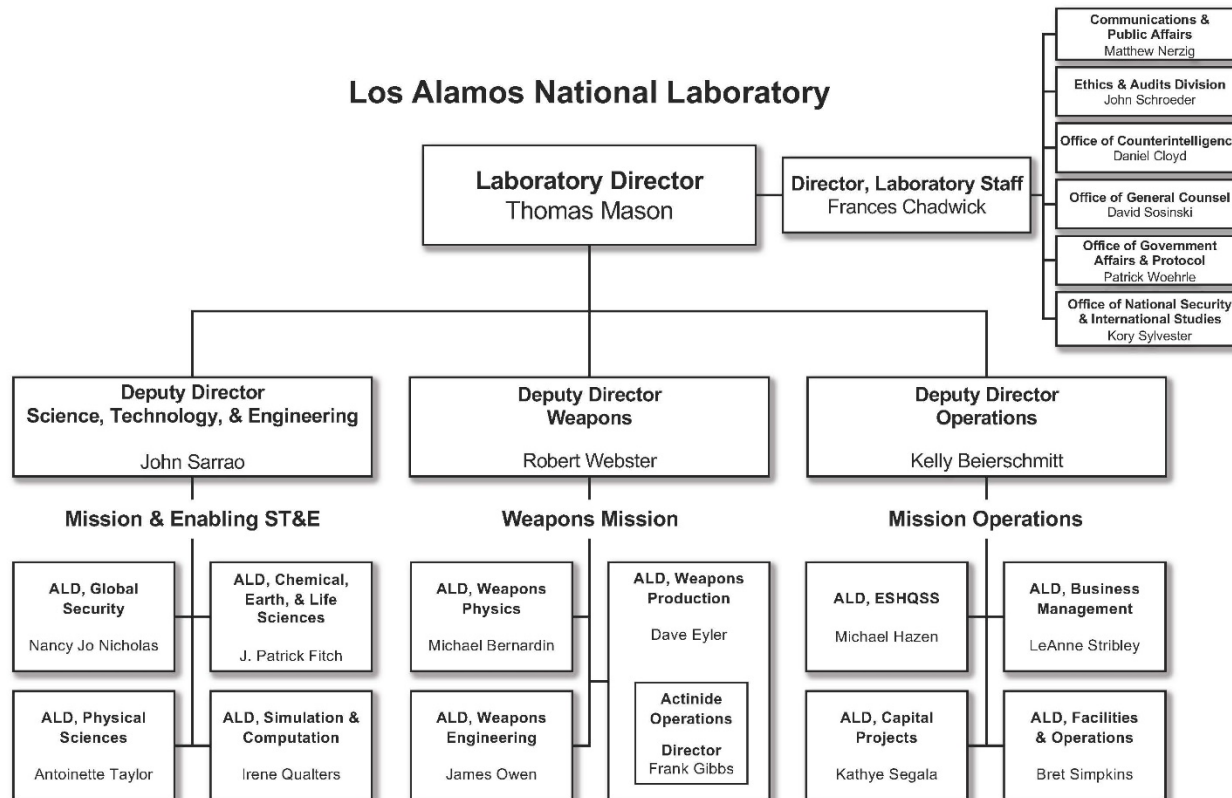 Los Alamos National Laboratory
Communications &
Public Affairs
Matthew Nerzig
Ethics & Audits Division
John Schroeder
Office of Counterintelligence
Daniel Cloyd
Office of General Counsel
David Sosinski
Office of Government
Affairs & Protocol
Patrick Woehrle
Office of National Security
& International Studies
Kory Sylvester
Laboratory Director
Thomas Mason
Director, Laboratory Staff
Frances Chadwick
Deputy Director
Science, Technology, & Engineering
John Sarrao
Deputy Director
Weapons
Robert Webster
Deputy Director
Operations
Kelly Beierschmitt
Mission & Enabling ST&E
ALD, Global
Security
Nancy Jo Nicholas
ALD, Chemical,
Earth, & Life
Sciences
J. Patrick Fitch
ALD, Physical
Sciences
Antoinette Taylor
ALD, Simulation &
Computation
Irene Qualters
Weapons Mission
ALD, Weapons
Physics
Michael Bernardin
ALD, Weapons
Production
Dave Eyler
ALD, Weapons
Engineering
James Owen
Actinide
Operations
Director
Frank Gibbs
Mission Operations
ALD, ESHQSS
Michael Hazen
ALD, Business
Management
LeAnne Stribley
ALD, Capital
Projects
Kathye Segala
ALD, Facilities
& Operations
Bret Simpkins